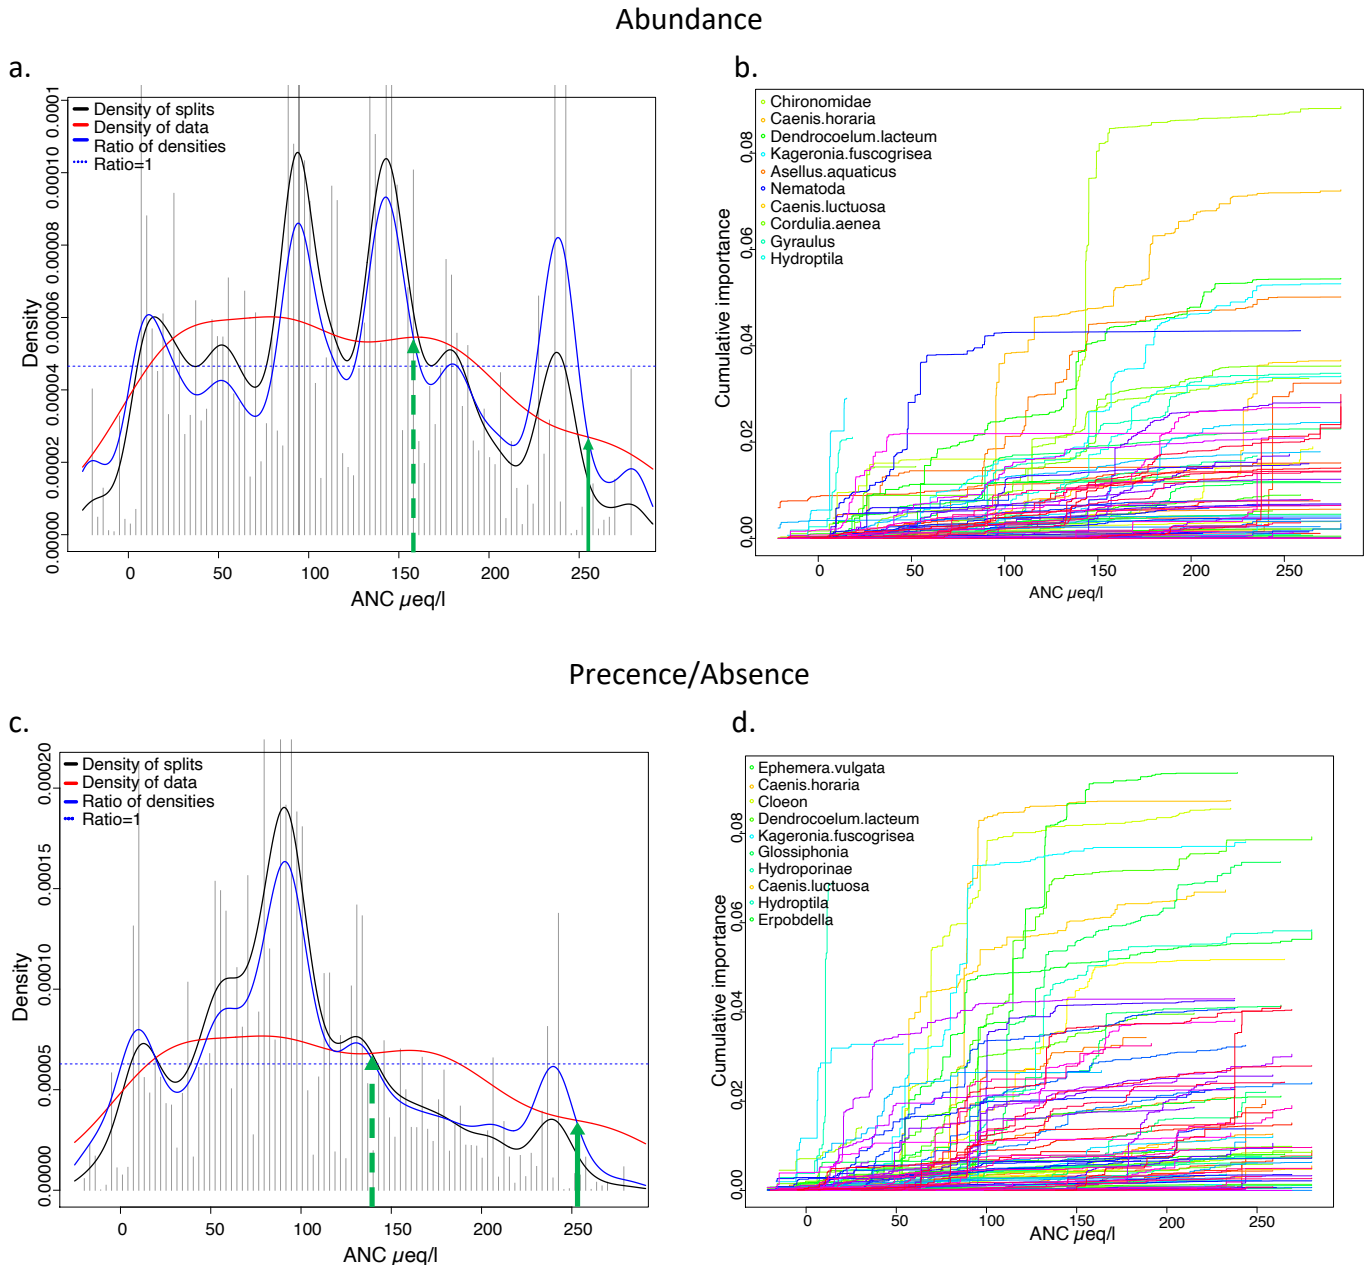 Abundance
a.
Density of splits
Density of data
Ratio of densities
Ratio=1
Density
0.00000
0.00002
0.00004
0.00006
0.00008
0.00010
0.0001
0
50
100
150
200
250
ANC µeq/l
b.
Chironomidae
Caenis.horaria
Dendrocoelum.lacteum
Kageronia.fuscogrisea
Asellus.aquaticus
Nematoda
Caenis.luctuosa
Cordulia.aenea
Gyraulus
Hydroptila
Cumulative importance
0.00
0.02
0.04
0.06
0.08
0
50
100
150
200
250
ANC µeq/l
Precence/Absence
c.
Density of splits
Density of data
Ratio of densities
Ratio=1
Density
0.00000
0.00005
0.00010
0.00015
0.00020
0
50
100
150
200
250
ANC µeq/l
d.
Ephemera.vulgata
Caenis.horaria
Cloeon
Dendrocoelum.lacteum
Kageronia.fuscogrisea
Glossiphonia
Hydroporinae
Caenis.luctuosa
Hydroptila
Erpobdella
Cumulative importance
0.00
0.02
0.04
0.06
0.08
0
50
100
150
200
250
ANC µeq/l